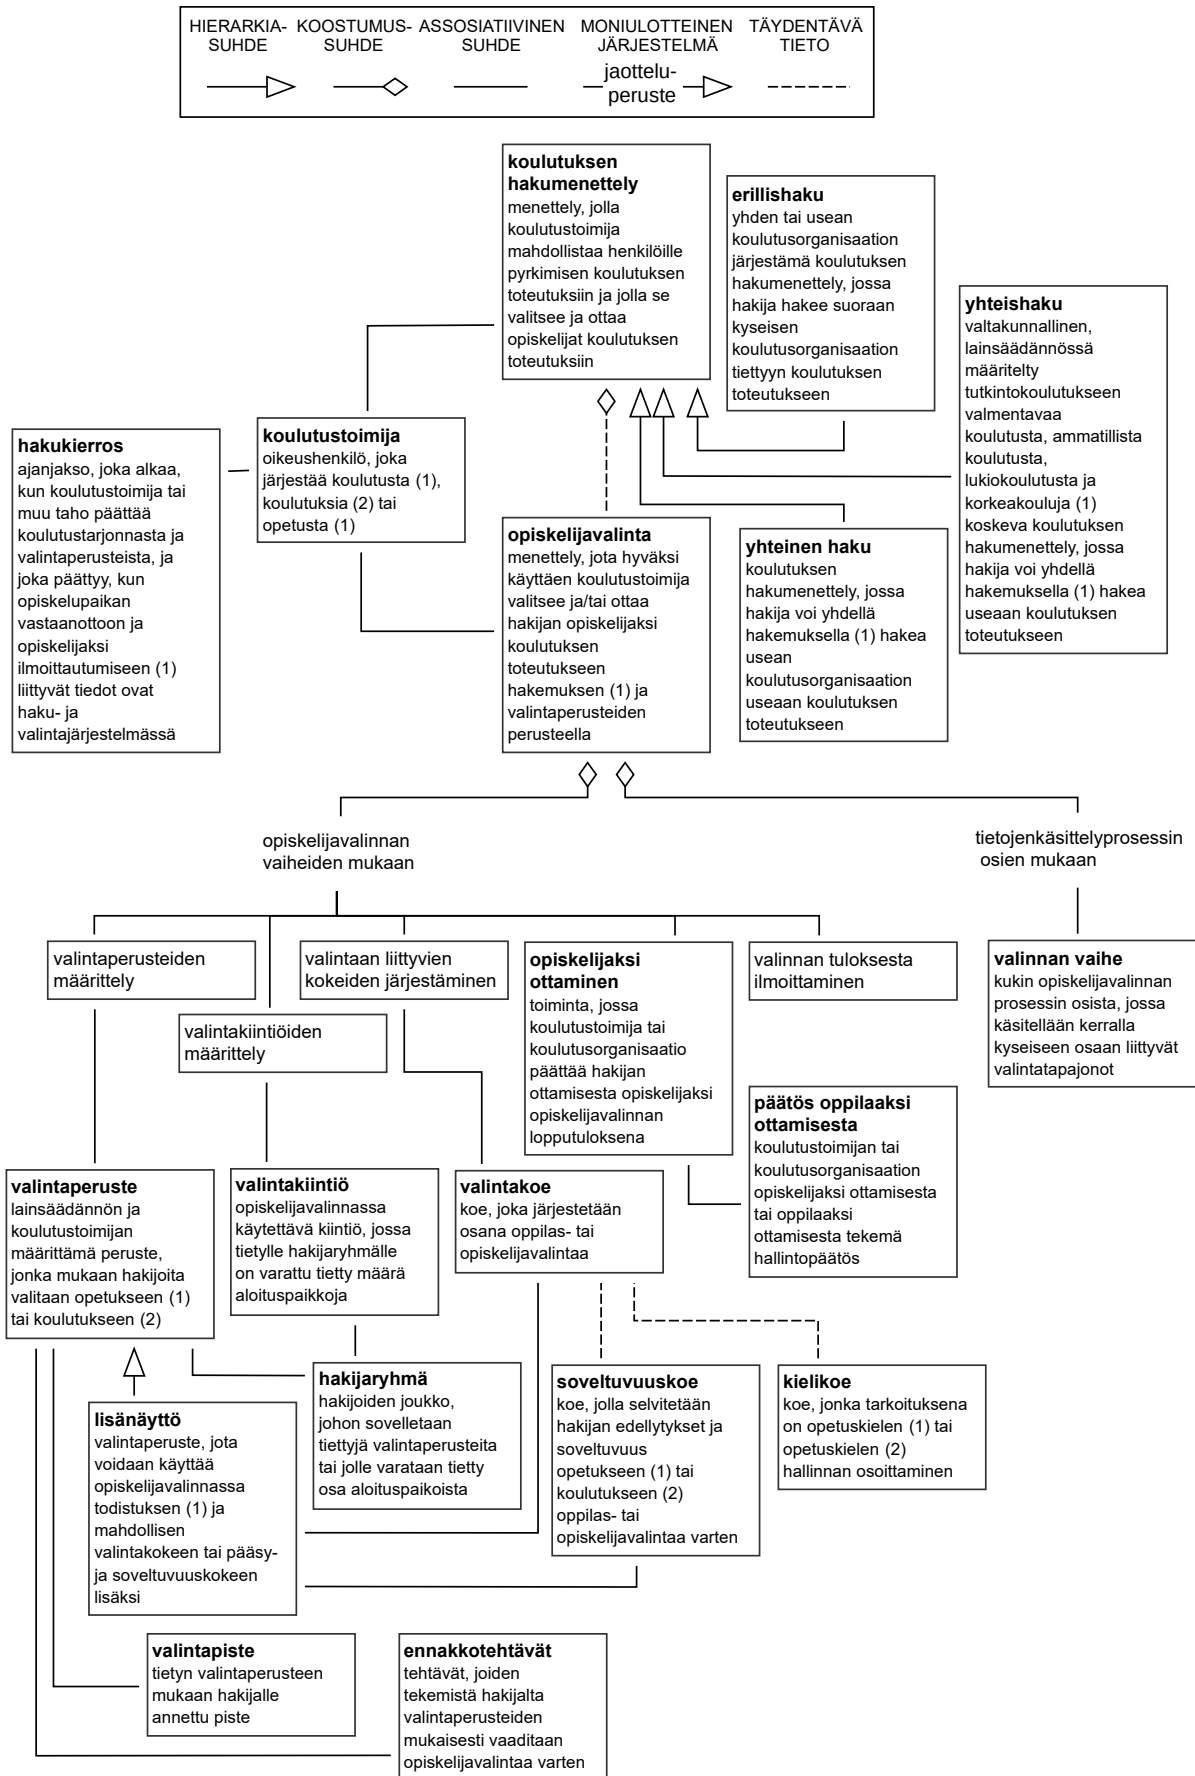 HIERARKIA-
SUHDE
KOOSTUMUS-
SUHDE
ASSOSIATIIVINEN
SUHDE
MONIULOTTEINEN
JÄRJESTELMÄ
TÄYDENTÄVÄ
TIETO
jaottelu-
peruste
koulutuksen
hakumenettely
menettely, jolla
koulutustoimija
mahdollistaa henkilöille
pyrkimisen koulutuksen
toteutuksiin ja jolla se
valitsee ja ottaa
opiskelijat koulutuksen
toteutuksiin
erillishaku
yhden tai usean
koulutusorganisaation
järjestämä koulutuksen
hakumenettely, jossa
hakija hakee suoraan
kyseisen
koulutusorganisaation
tiettyyn koulutuksen
toteutukseen
yhteishaku
valtakunnallinen,
lainsäädännössä
määritelty
tutkintokoulutukseen
valmentavaa
koulutusta, ammatillista
koulutusta,
lukiokoulutusta ja
korkeakouluja (1)
koskeva koulutuksen
hakumenettely, jossa
hakija voi yhdellä
hakemuksella (1) hakea
useaan koulutuksen
toteutukseen
hakukierros
ajanjakso, joka alkaa,
kun koulutustoimija tai
muu taho päättää
koulutustarjonnasta ja
valintaperusteista, ja
joka päättyy, kun
opiskelupaikan
vastaanottoon ja
opiskelijaksi
ilmoittautumiseen (1)
liittyvät tiedot ovat
haku- ja
valintajärjestelmässä
koulutustoimija
oikeushenkilö, joka
järjestää koulutusta (1),
koulutuksia (2) tai
opetusta (1)
opiskelijavalinta
menettely, jota hyväksi
käyttäen koulutustoimija
valitsee ja/tai ottaa
hakijan opiskelijaksi
koulutuksen
toteutukseen
hakemuksen (1) ja
valintaperusteiden
perusteella
yhteinen haku
koulutuksen
hakumenettely, jossa
hakija voi yhdellä
hakemuksella (1) hakea
usean
koulutusorganisaation
useaan koulutuksen
toteutukseen
opiskelijavalinnan
vaiheiden mukaan
tietojenkäsittelyprosessin
osien mukaan
valintaperusteiden
määrittely
valintakiintiöiden
määrittely
valintaan liittyvien
kokeiden järjestäminen
opiskelijaksi
ottaminen
toiminta, jossa
koulutustoimija tai
koulutusorganisaatio
päättää hakijan
ottamisesta opiskelijaksi
opiskelijavalinnan
lopputuloksena
valinnan tuloksesta
ilmoittaminen
valinnan vaihe
kukin opiskelijavalinnan
prosessin osista, jossa
käsitellään kerralla
kyseiseen osaan liittyvät
valintatapajonot
päätös oppilaaksi
ottamisesta
koulutustoimijan tai
koulutusorganisaation
opiskelijaksi ottamisesta
tai oppilaaksi
ottamisesta tekemä
hallintopäätös
valintaperuste
lainsäädännön ja
koulutustoimijan
määrittämä peruste,
jonka mukaan hakijoita
valitaan opetukseen (1)
tai koulutukseen (2)
valintakiintiö
opiskelijavalinnassa
käytettävä kiintiö, jossa
tietylle hakijaryhmälle
on varattu tietty määrä
aloituspaikkoja
valintakoe
koe, joka järjestetään
osana oppilas- tai
opiskelijavalintaa
lisänäyttö
valintaperuste, jota
voidaan käyttää
opiskelijavalinnassa
todistuksen (1) ja
mahdollisen
valintakokeen tai pääsy-
ja soveltuvuuskokeen
lisäksi
hakijaryhmä
hakijoiden joukko,
johon sovelletaan
tiettyjä valintaperusteita
tai jolle varataan tietty
osa aloituspaikoista
soveltuvuuskoe
koe, jolla selvitetään
hakijan edellytykset ja
soveltuvuus
opetukseen (1) tai
koulutukseen (2)
oppilas- tai
opiskelijavalintaa varten
kielikoe
koe, jonka tarkoituksena
on opetuskielen (1) tai
opetuskielen (2)
hallinnan osoittaminen
valintapiste
tietyn valintaperusteen
mukaan hakijalle
annettu piste
ennakkotehtävät
tehtävät, joiden
tekemistä hakijalta
valintaperusteiden
mukaisesti vaaditaan
opiskelijavalintaa varten